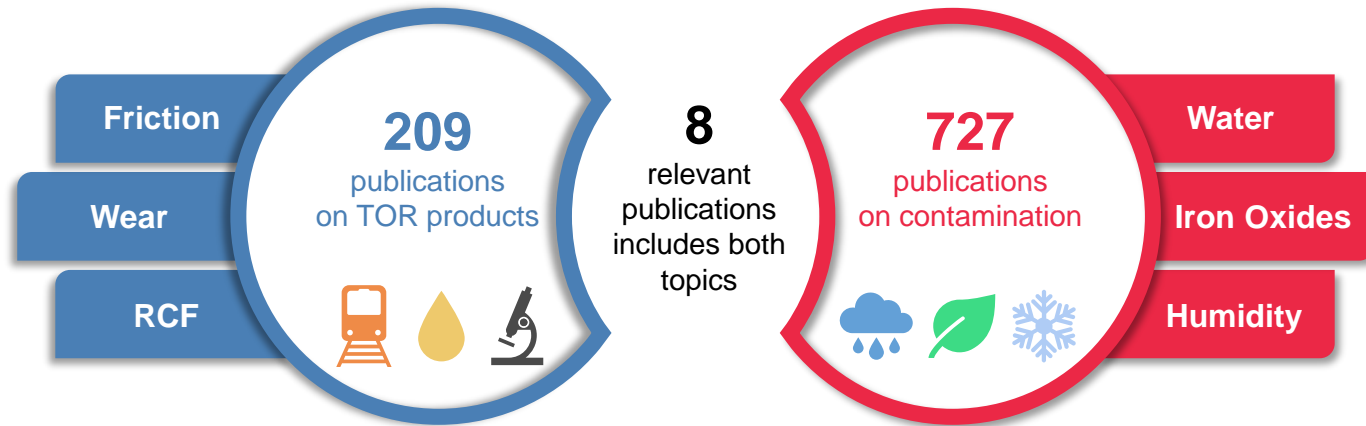 Friction
Wear
RCF
209
publications
on TOR products
8
relevant
publications
includes both
topics
727
publications
on contamination
Water
Iron Oxides
Humidity